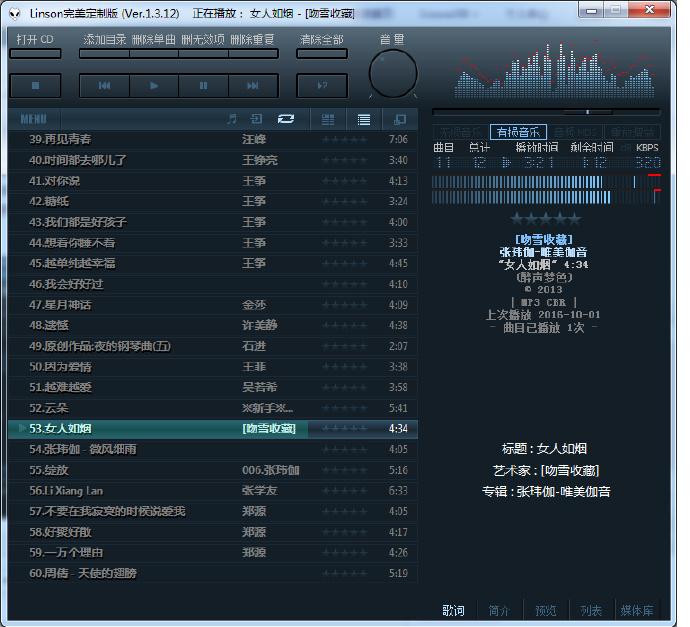 Linson完美定制版 (Ver.1.3.12) 正在播放: 女人如烟 - [吻雪收藏]
打开 CD 添加目录 删除单曲 删无效项 删除重复 清除全部 音 量
MENU
39.再见青春 汪峰 7:06
40.时间都去哪儿了 王铮亮 3:40
41.对你说 王筝 4:13
42.糖纸 王筝 3:24
43.我们都是好孩子 王筝 4:00
44.想着你睡不着 王筝 3:33
45.越单纯越幸福 王筝 4:45
46.我会好好过 4:10
47.星月神话 金莎 4:09
48.遗憾 许美静 4:38
49.原创作品:夜的钢琴曲(五) 石进 2:07
50.因为爱情 王菲 3:38
51.越难越爱 吴若希 3:58
52.云朵 ※新手※... 5:41
53.女人如烟 [吻雪收藏] 4:34
54.张玮伽 - 微风细雨 4:05
55.绽放 006.张玮伽 5:16
56.Li Xiang Lan 张学友 6:33
57.不要在我寂寞的时候说爱我 郑源 4:05
58.好聚好散 郑源 4:17
59.一万个理由 郑源 4:26
60.周蒨 - 天使的翅膀 5:19
无损音乐 有损音乐 音频 MDS
曲目 总计 播放时间 剩余时间 dB KBPS
11 12 3:21 1:12 320
[吻雪收藏]
张玮伽-唯美伽音
"女人如烟" 4:34
(醉声梦色)
© 2013
| MP3 CBR |
上次播放 2016-10-01
- 曲目已播放 1次 -
标题 : 女人如烟
艺术家 : [吻雪收藏]
专辑 : 张玮伽-唯美伽音
歌词 简介 预览 列表 媒体库